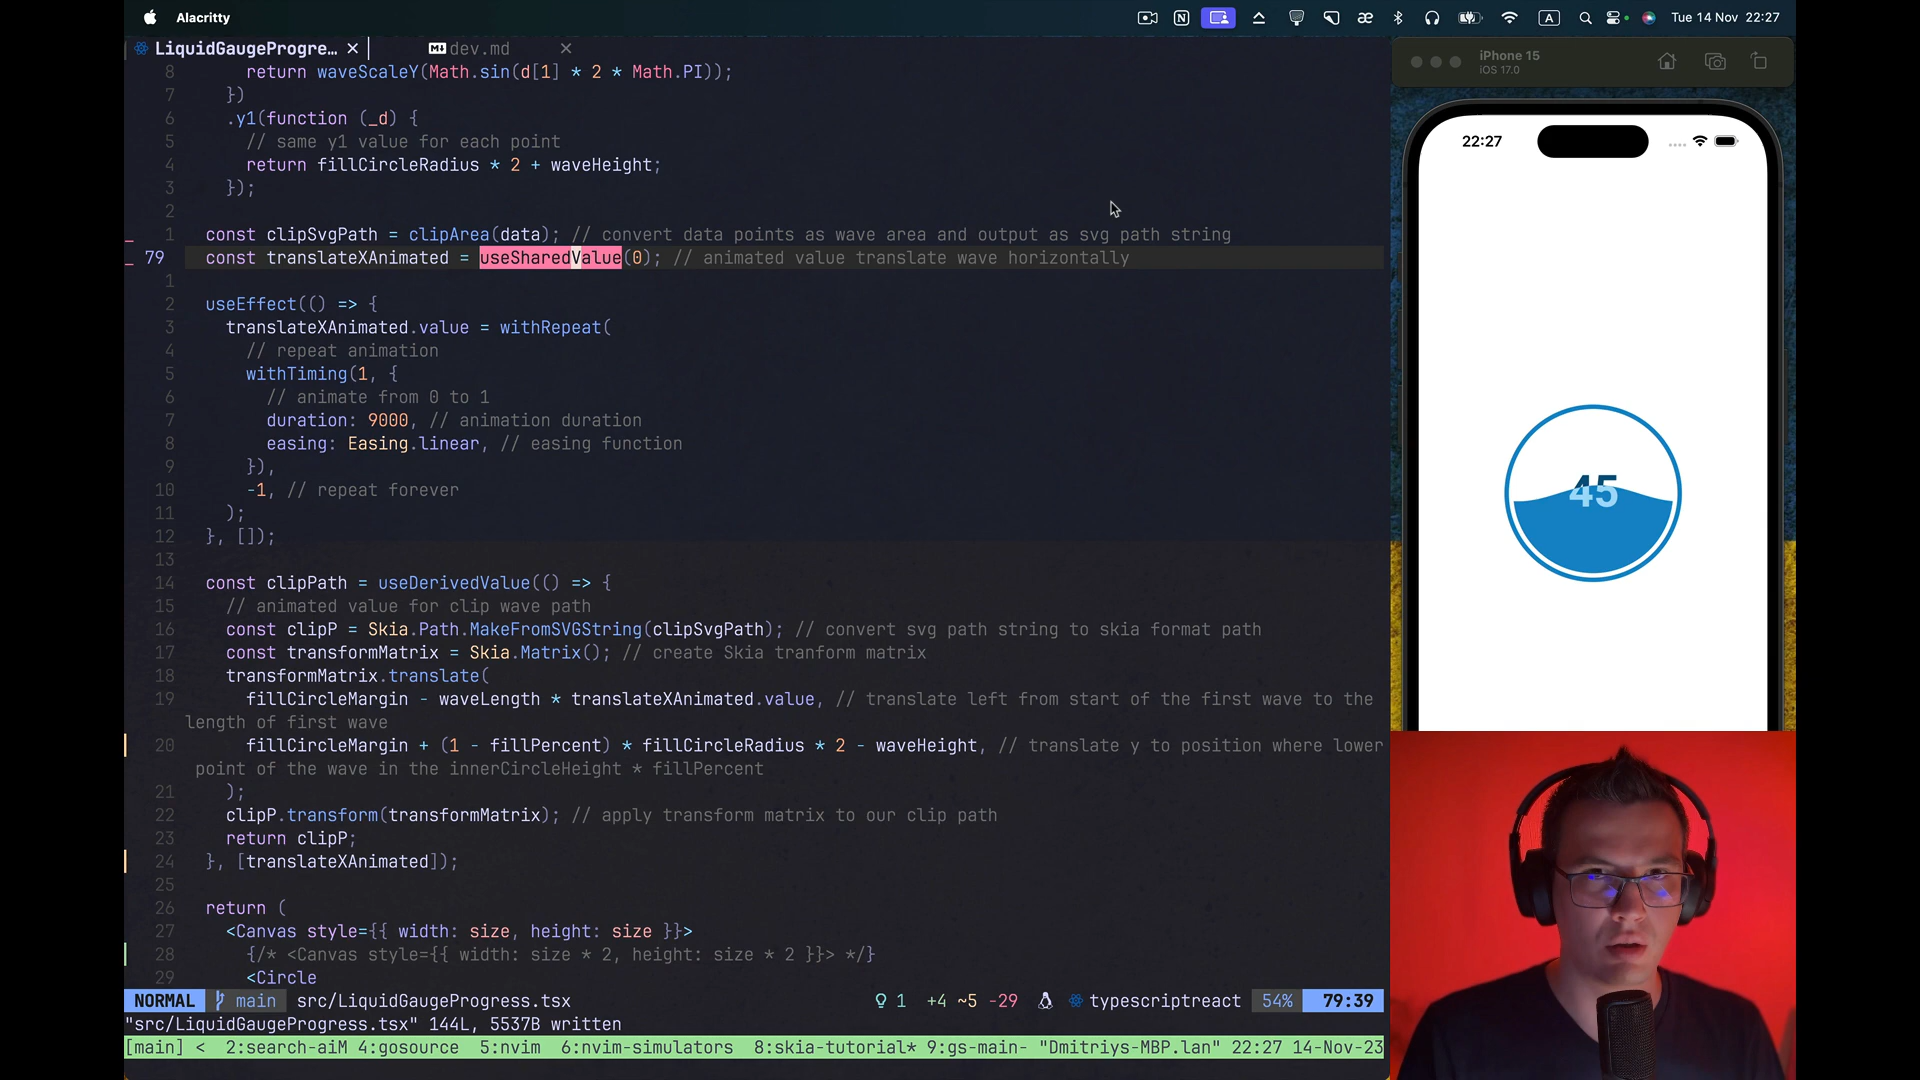 Alacritty
Tue 14 Nov 22:27
LiquidGaugeProgre… ×
dev.md ×
8 return waveScaleY(Math.sin(d[1] * 2 * Math.PI));
7 })
6 .y1(function (_d) {
5 // same y1 value for each point
4 return fillCircleRadius * 2 + waveHeight;
3 });
2
1 const clipSvgPath = clipArea(data); // convert data points as wave area and output as svg path string
79 const translateXAnimated = useSharedValue(0); // animated value translate wave horizontally
1
2 useEffect(() => {
3 translateXAnimated.value = withRepeat(
4 // repeat animation
5 withTiming(1, {
6 // animate from 0 to 1
7 duration: 9000, // animation duration
8 easing: Easing.linear, // easing function
9 }),
10 -1, // repeat forever
11 );
12 }, []);
13
14 const clipPath = useDerivedValue(() => {
15 // animated value for clip wave path
16 const clipP = Skia.Path.MakeFromSVGString(clipSvgPath); // convert svg path string to skia format path
17 const transformMatrix = Skia.Matrix(); // create Skia tranform matrix
18 transformMatrix.translate(
19 fillCircleMargin - waveLength * translateXAnimated.value, // translate left from start of the first wave to the
length of first wave
20 fillCircleMargin + (1 - fillPercent) * fillCircleRadius * 2 - waveHeight, // translate y to position where lower
point of the wave in the innerCircleHeight * fillPercent
21 );
22 clipP.transform(transformMatrix); // apply transform matrix to our clip path
23 return clipP;
24 }, [translateXAnimated]);
25
26 return (
27 <Canvas style={{ width: size, height: size }}>
28 {/* <Canvas style={{ width: size * 2, height: size * 2 }}> */}
29 <Circle
NORMAL main src/LiquidGaugeProgress.tsx 1 +4 ~5 -29 typescriptreact 54% 79:39
"src/LiquidGaugeProgress.tsx" 144L, 5537B written
[main] < 2:search-aiM 4:gosource 5:nvim 6:nvim-simulators 8:skia-tutorial* 9:gs-main- "Dmitriys-MBP.lan" 22:27 14-Nov-23
iPhone 15
iOS 17.0
22:27
45